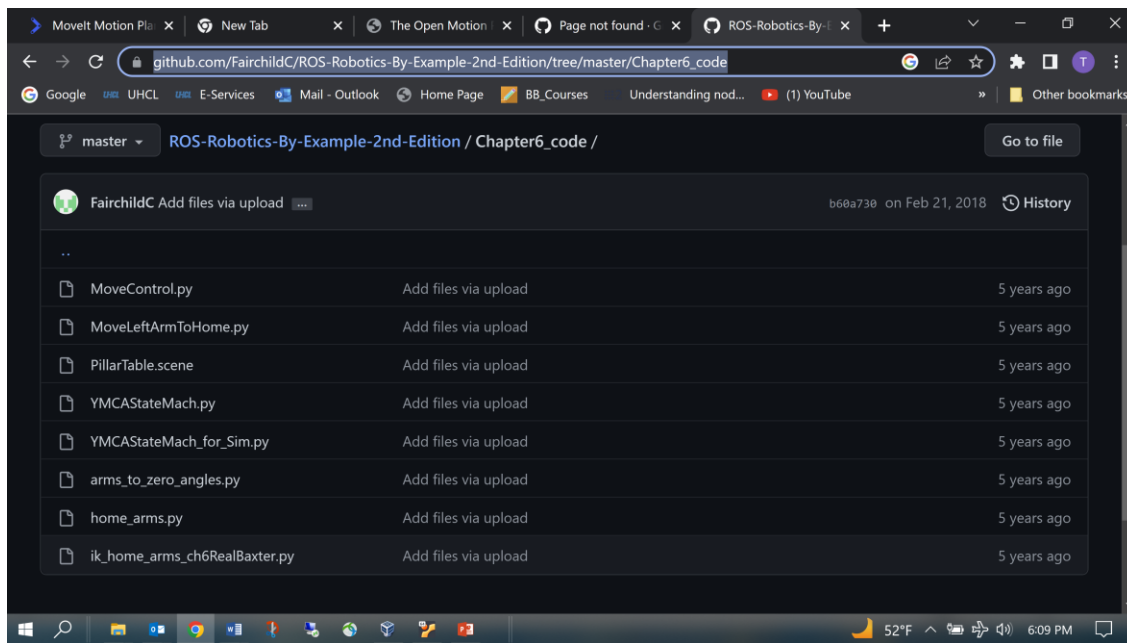 MoveIt Motion Pla
New Tab
The Open Motion
Page not found · G
ROS-Robotics-By-E
github.com/FairchildC/ROS-Robotics-By-Example-2nd-Edition/tree/master/Chapter6_code
T
Google
UHCL UHCL
UHCL E-Services
Mail - Outlook
Home Page
BB_Courses
Understanding nod...
(1) YouTube
»
Other bookmarks
master
ROS-Robotics-By-Example-2nd-Edition / Chapter6_code /
Go to file
FairchildC Add files via upload ...
b60a730 on Feb 21, 2018
History
..
MoveControl.py Add files via upload 5 years ago
MoveLeftArmToHome.py Add files via upload 5 years ago
PillarTable.scene Add files via upload 5 years ago
YMCAStateMach.py Add files via upload 5 years ago
YMCAStateMach_for_Sim.py Add files via upload 5 years ago
arms_to_zero_angles.py Add files via upload 5 years ago
home_arms.py Add files via upload 5 years ago
ik_home_arms_ch6RealBaxter.py Add files via upload 5 years ago
52°F
6:09 PM